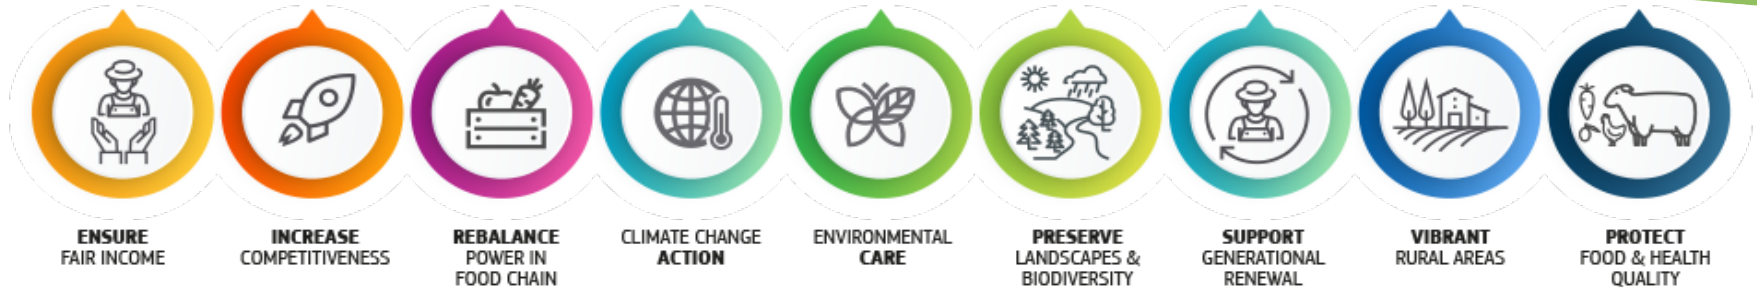 ENSURE
FAIR INCOME
INCREASE
COMPETITIVENESS
REBALANCE
POWER IN
FOOD CHAIN
CLIMATE CHANGE
ACTION
ENVIRONMENTAL
CARE
PRESERVE
LANDSCAPES &
BIODIVERSITY
SUPPORT
GENERATIONAL
RENEWAL
VIBRANT
RURAL AREAS
PROTECT
FOOD & HEALTH
QUALITY